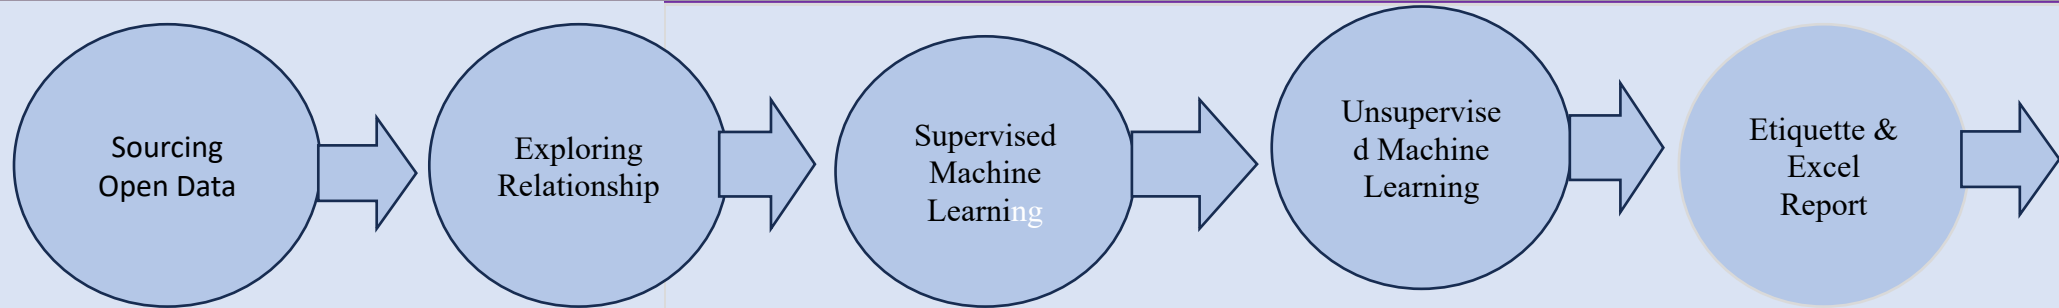 Sourcing
Open Data
Exploring
Relationship
Supervised
Machine
Learning
Unsupervise
d Machine
Learning
Etiquette &
Excel
Report